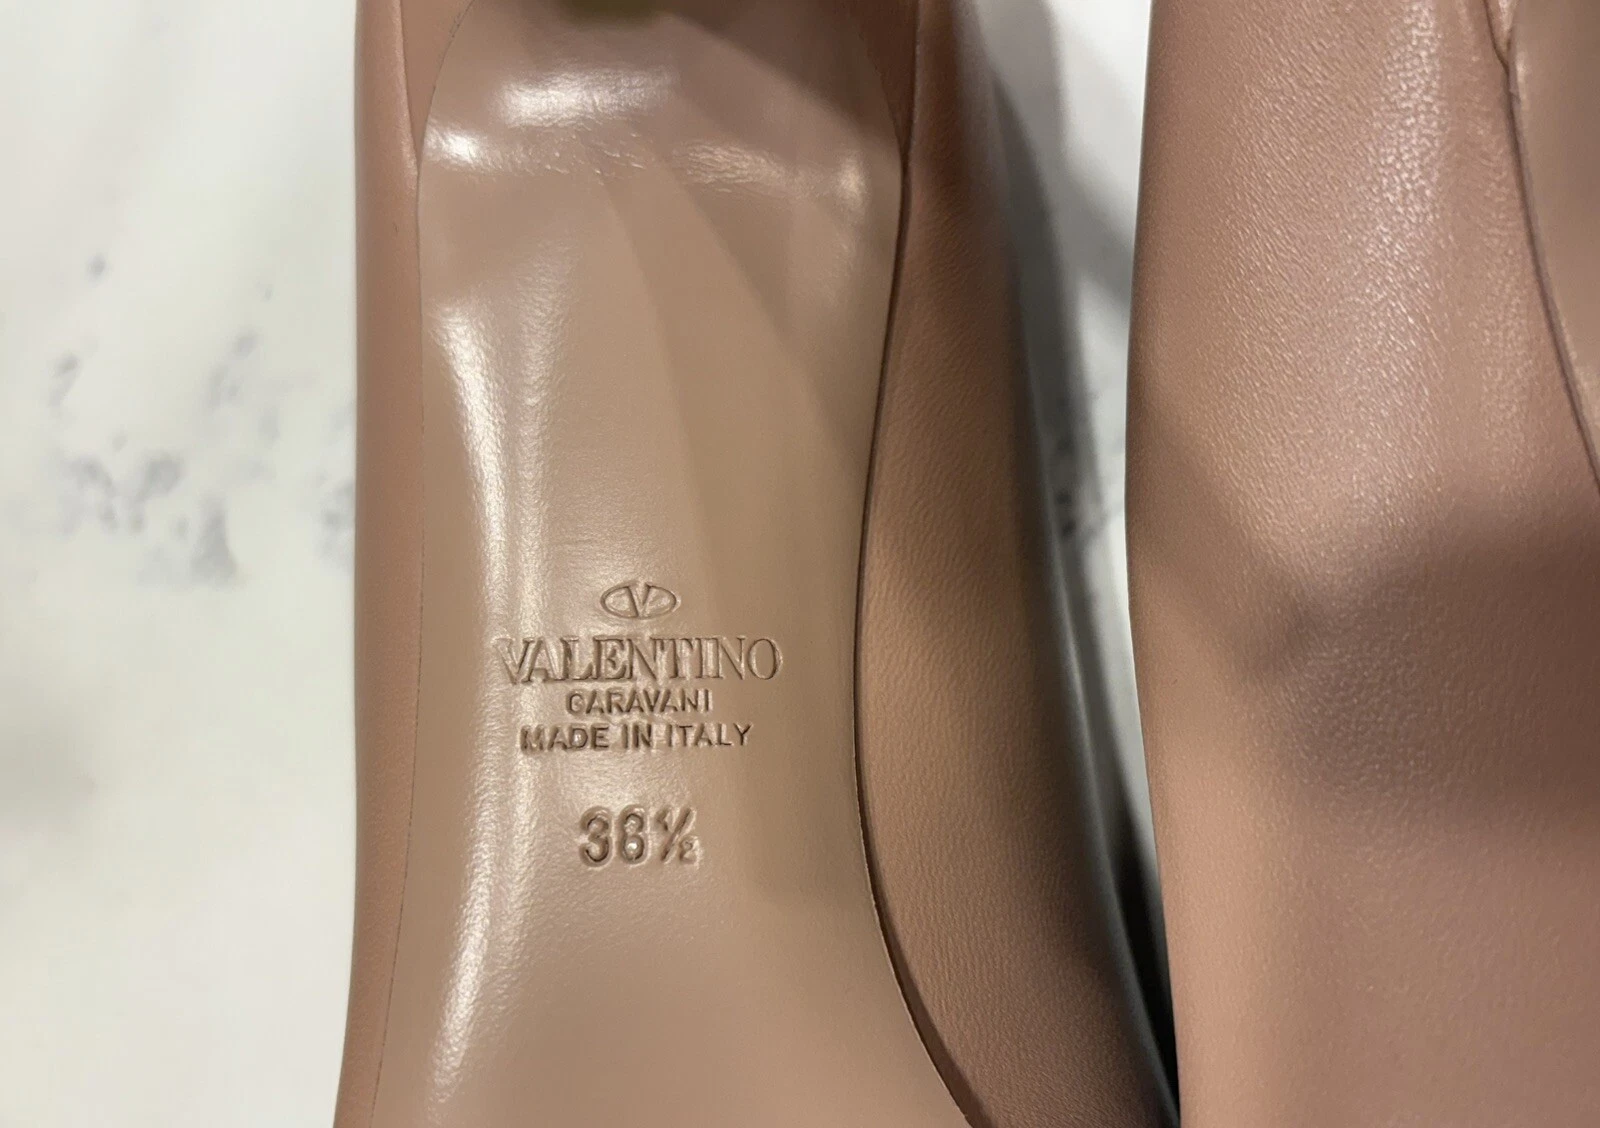 V
VALENTINO
GARAVANI
MADE IN ITALY
36½